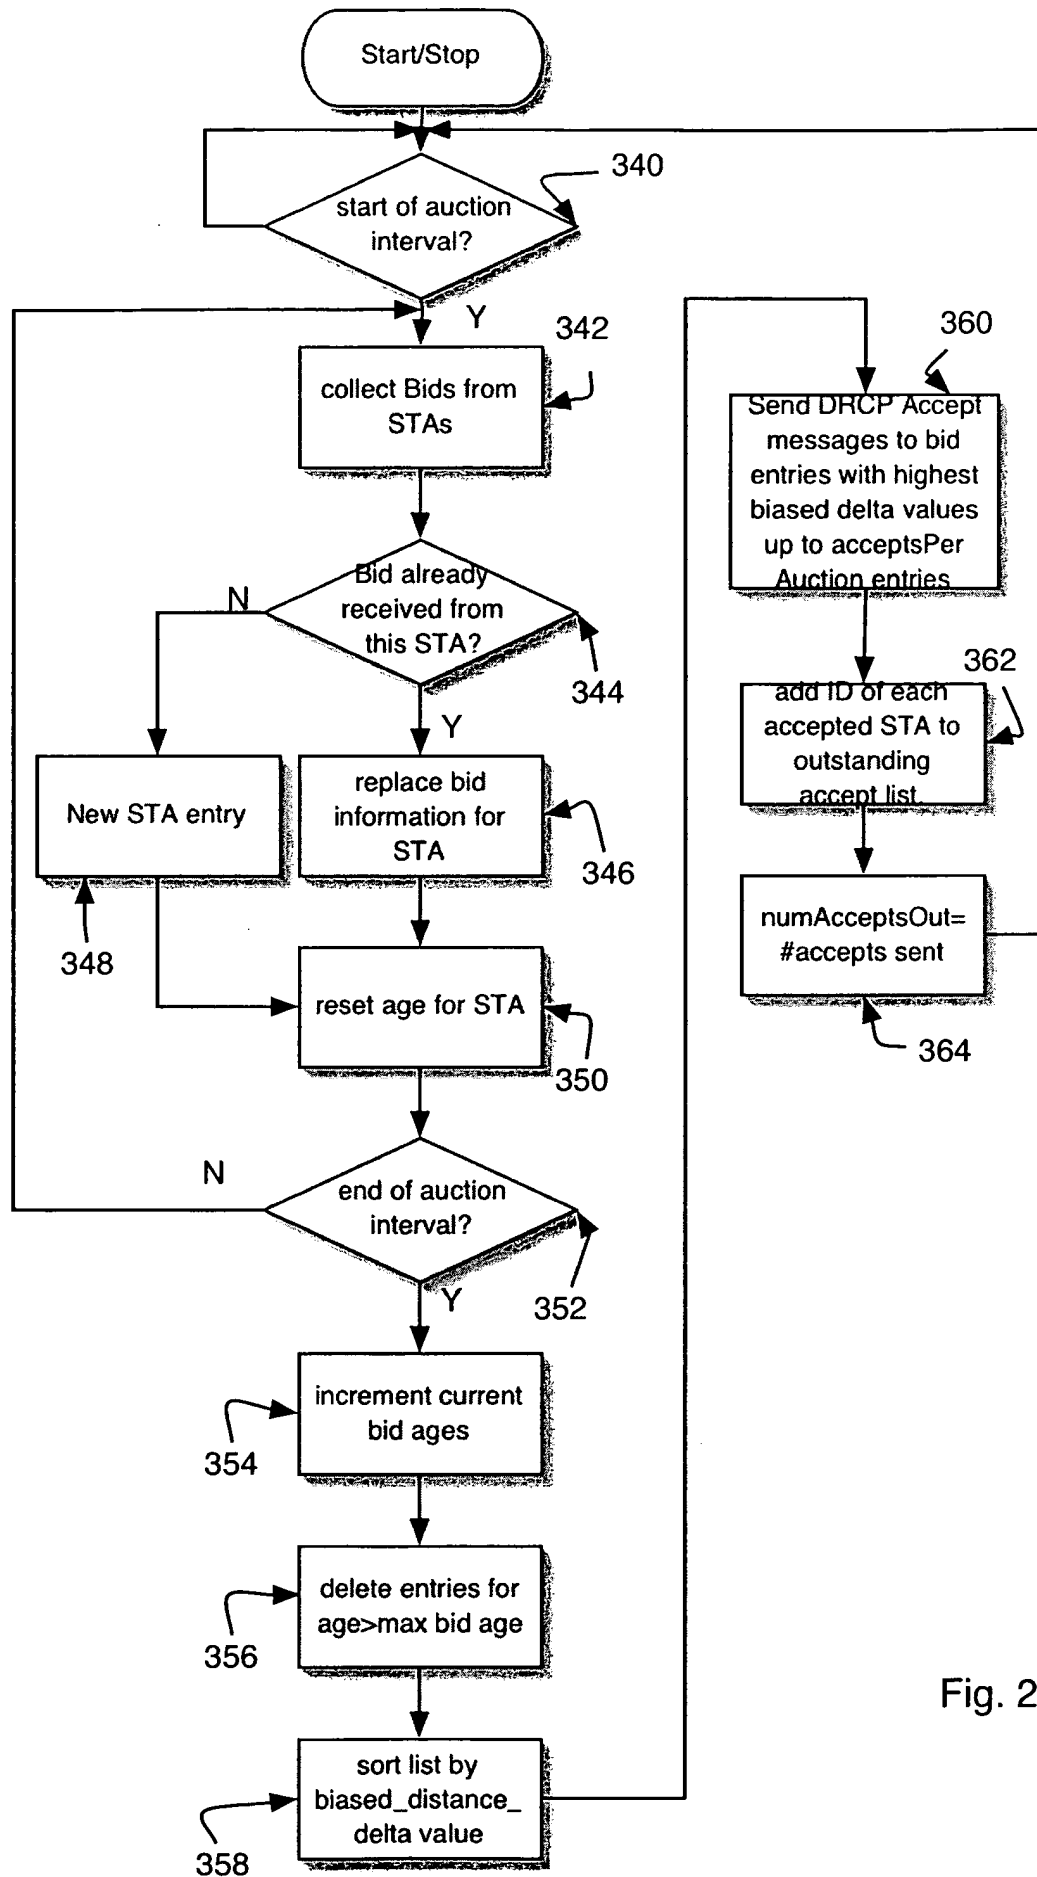 Start/Stop
340
start of auction
interval?
Y
342
collect Bids from
STAs
Bid already
received from
this STA?
N
344
Y
New STA entry
replace bid
information for
STA
346
348
reset age for STA
350
end of auction
interval?
N
352
Y
increment current
bid ages
354
delete entries for
age>max bid age
356
sort list by
biased_distance_
delta value
358
360
Send DRCP Accept
messages to bid
entries with highest
biased delta values
up to acceptsPer
Auction entries
362
add ID of each
accepted STA to
outstanding
accept list.
numAcceptsOut=
#accepts sent
364
Fig. 2